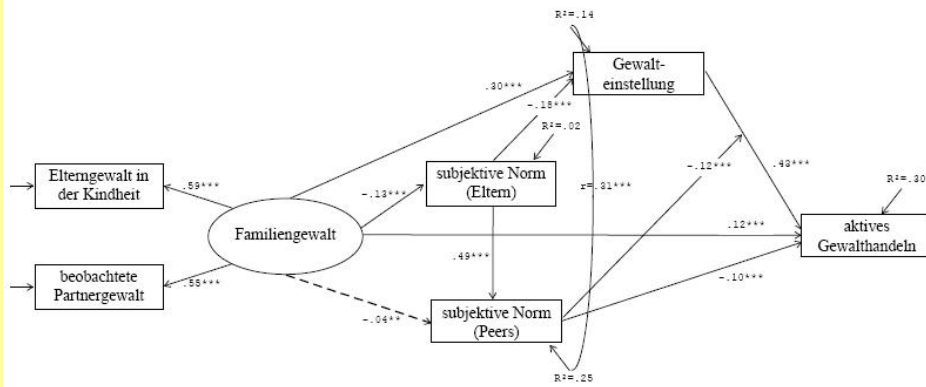 R²=.14
Gewalt-
einstellung
.30***
-.18***
R²=.02
Elterngewalt in
der Kindheit
.59***
-.13***
subjektive Norm
(Eltern)
r=.31***
-.12***
.43***
R²=.30
Familiengewalt
.12***
aktives
Gewalthandeln
.49***
beobachtete
Partnergewalt
.58***
-.04**
subjektive Norm
(Peers)
-.10***
R²=.25